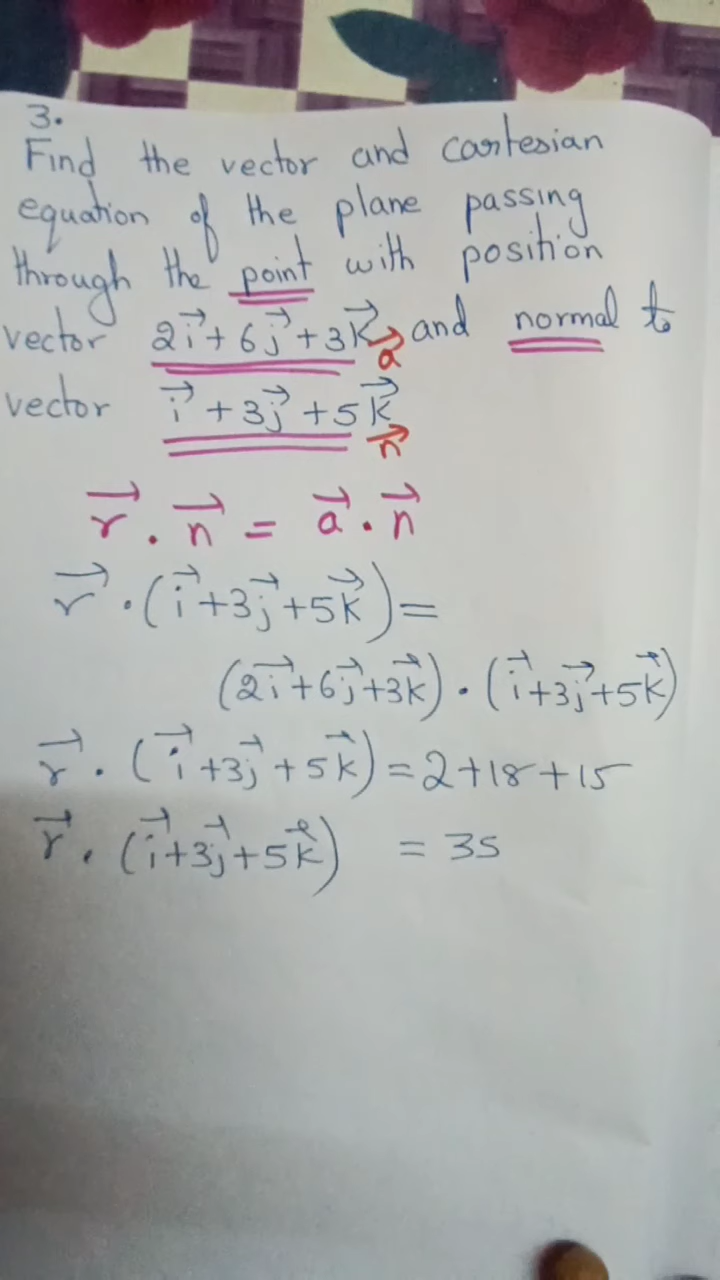 3.
Find the vector and cartesian
equation of the plane passing
through the point with position
vector 2i⃗ + 6j⃗ + 3k⃗ a⃗ and normal to
vector i⃗ + 3j⃗ + 5k⃗ n⃗
r⃗ . n⃗ = a⃗ . n⃗
r⃗ . (i⃗ + 3j⃗ + 5k⃗) =
(2i⃗ + 6j⃗ + 3k⃗) . (i⃗ + 3j⃗ + 5k⃗)
r⃗ . (i⃗ + 3j⃗ + 5k⃗) = 2 + 18 + 15
r⃗ . (i⃗ + 3j⃗ + 5k⃗) = 35